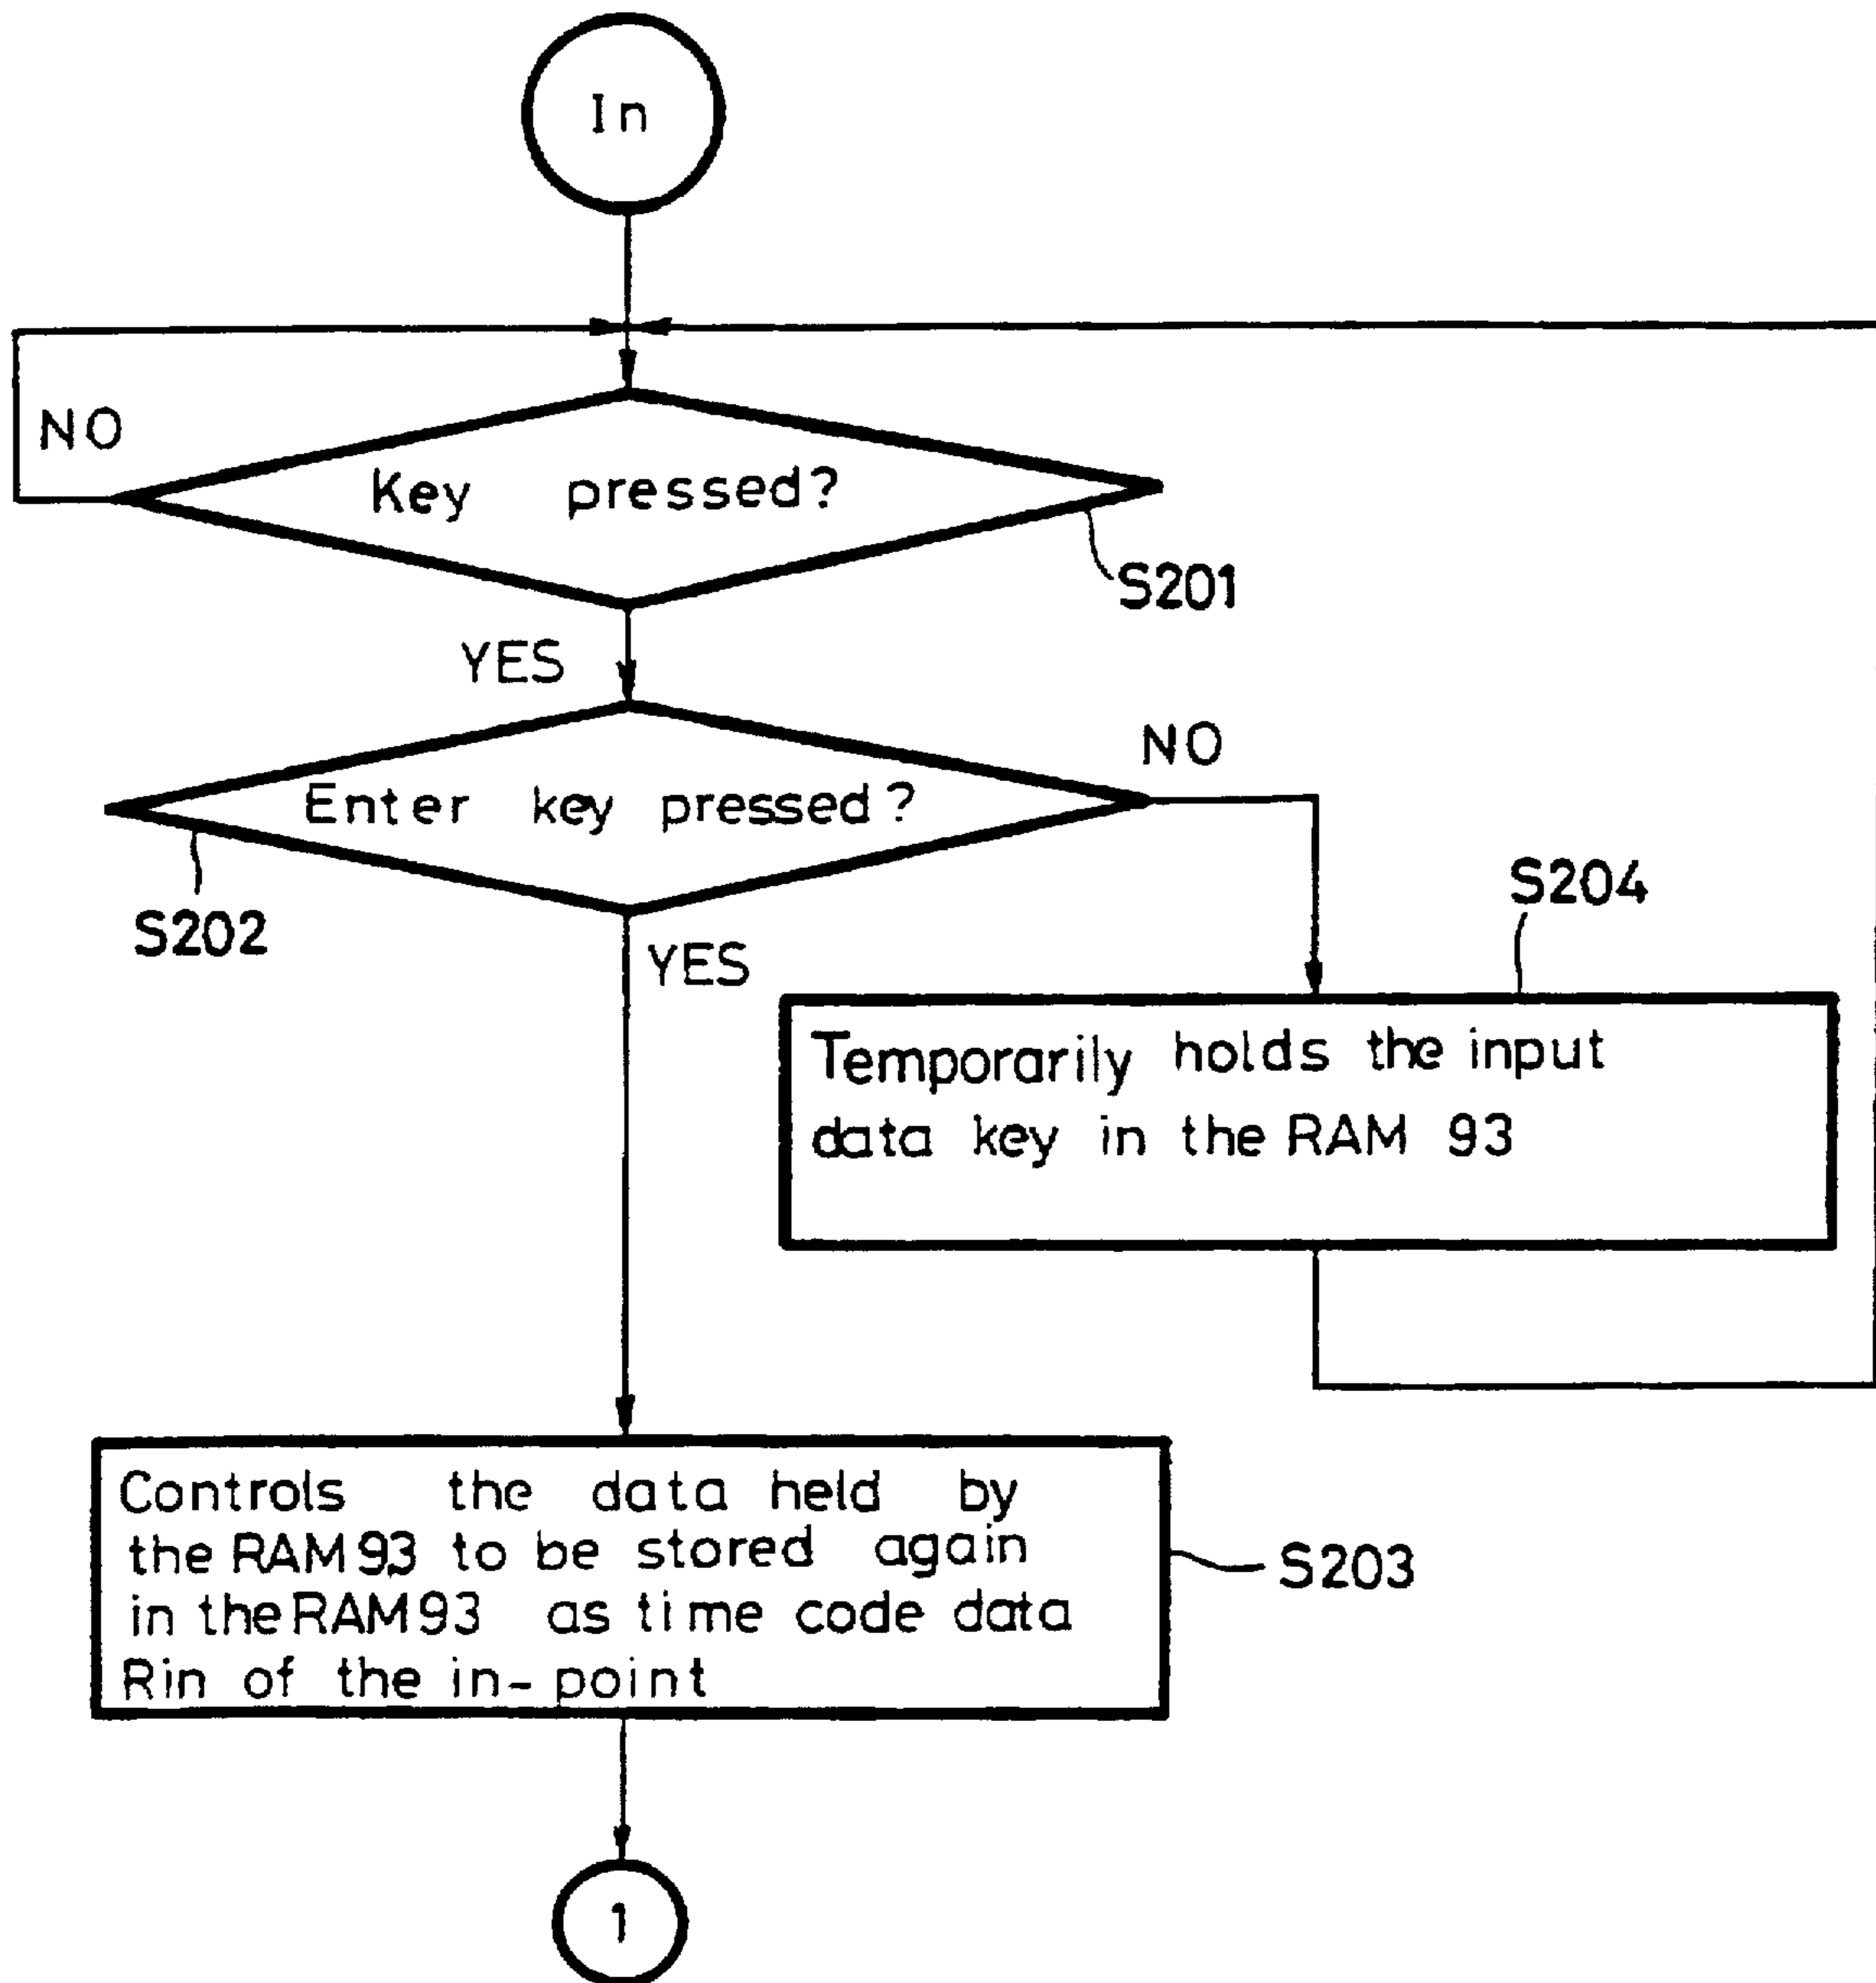 In
NO
Key pressed?
S201
YES
NO
Enter key pressed?
S202
YES
S204
Temporarily holds the input
data key in the RAM 93
Controls the data held by
the RAM 93 to be stored again
in the RAM 93 as time code data
Rin of the in-point
S203
1